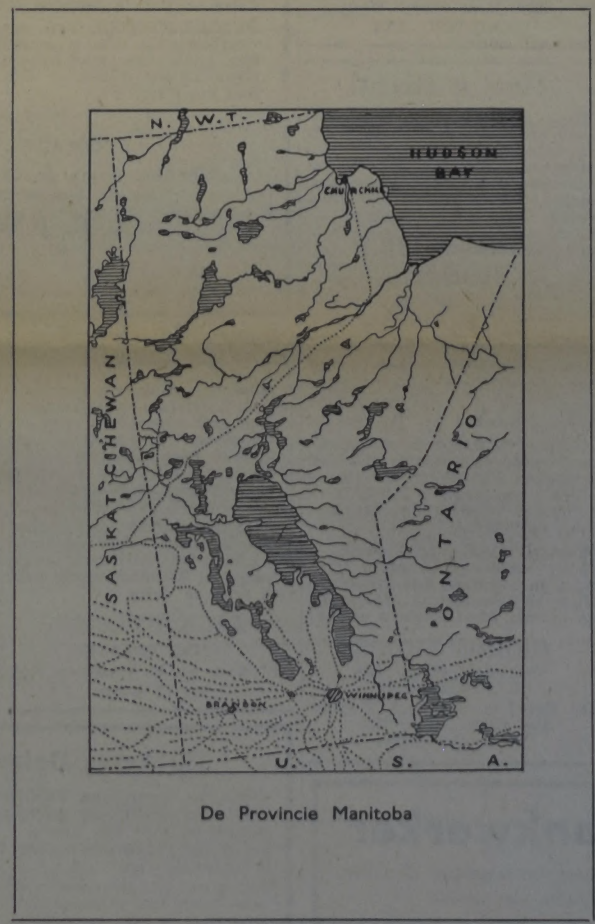 N. W. T.
HUDSON
BAY
CHURCHILL
SASKATCHEWAN
ONTARIO
BRANDON
WINNIPEG
U. S. A.
De Provincie Manitoba